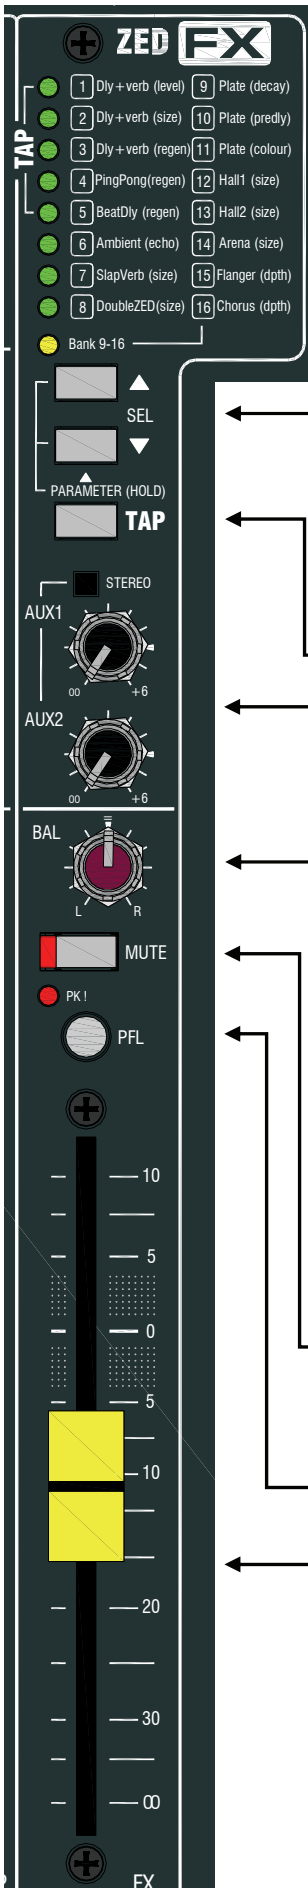 ZED FX
TAP
1 Dly+verb (level) 9 Plate (decay)
2 Dly+verb (size) 10 Plate (predly)
3 Dly+verb (regen) 11 Plate (colour)
4 PingPong(regen) 12 Hall1 (size)
5 BeatDly (regen) 13 Hall2 (size)
6 Ambient (echo) 14 Arena (size)
7 SlapVerb (size) 15 Flanger (dpth)
8 DoubleZED(size) 16 Chorus (dpth)
Bank 9-16
SEL
PARAMETER (HOLD)
TAP
STEREO
AUX1
∞ +6
AUX2
∞ +6
BAL
L R
MUTE
PK !
PFL
10
5
0
5
10
20
30
∞
FX